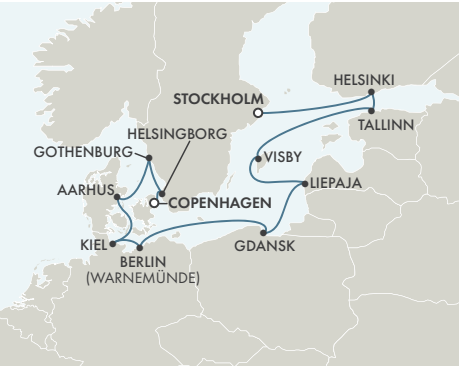 HELSINKI
STOCKHOLM
TALLINN
HELSINGBORG
GOTHENBURG
VISBY
LIEPAJA
AARHUS
COPENHAGEN
KIEL
GDANSK
BERLIN
(WARNEMÜNDE)